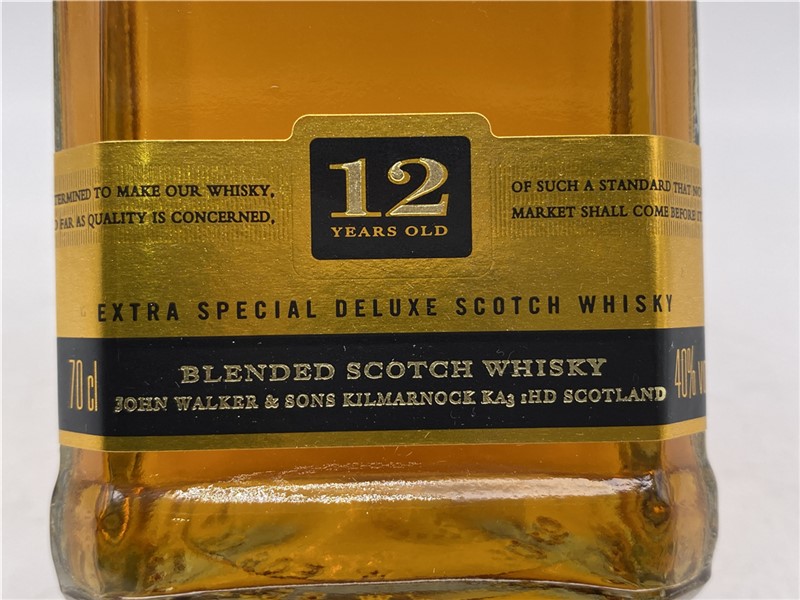 TERMINED TO MAKE OUR WHISKY,
O FAR AS QUALITY IS CONCERNED,
12
YEARS OLD
OF SUCH A STANDARD THAT
MARKET SHALL COME BEFORE
EXTRA SPECIAL DELUXE SCOTCH WHISKY
70 cl
BLENDED SCOTCH WHISKY
JOHN WALKER & SONS KILMARNOCK KA3 1HD SCOTLAND
40%